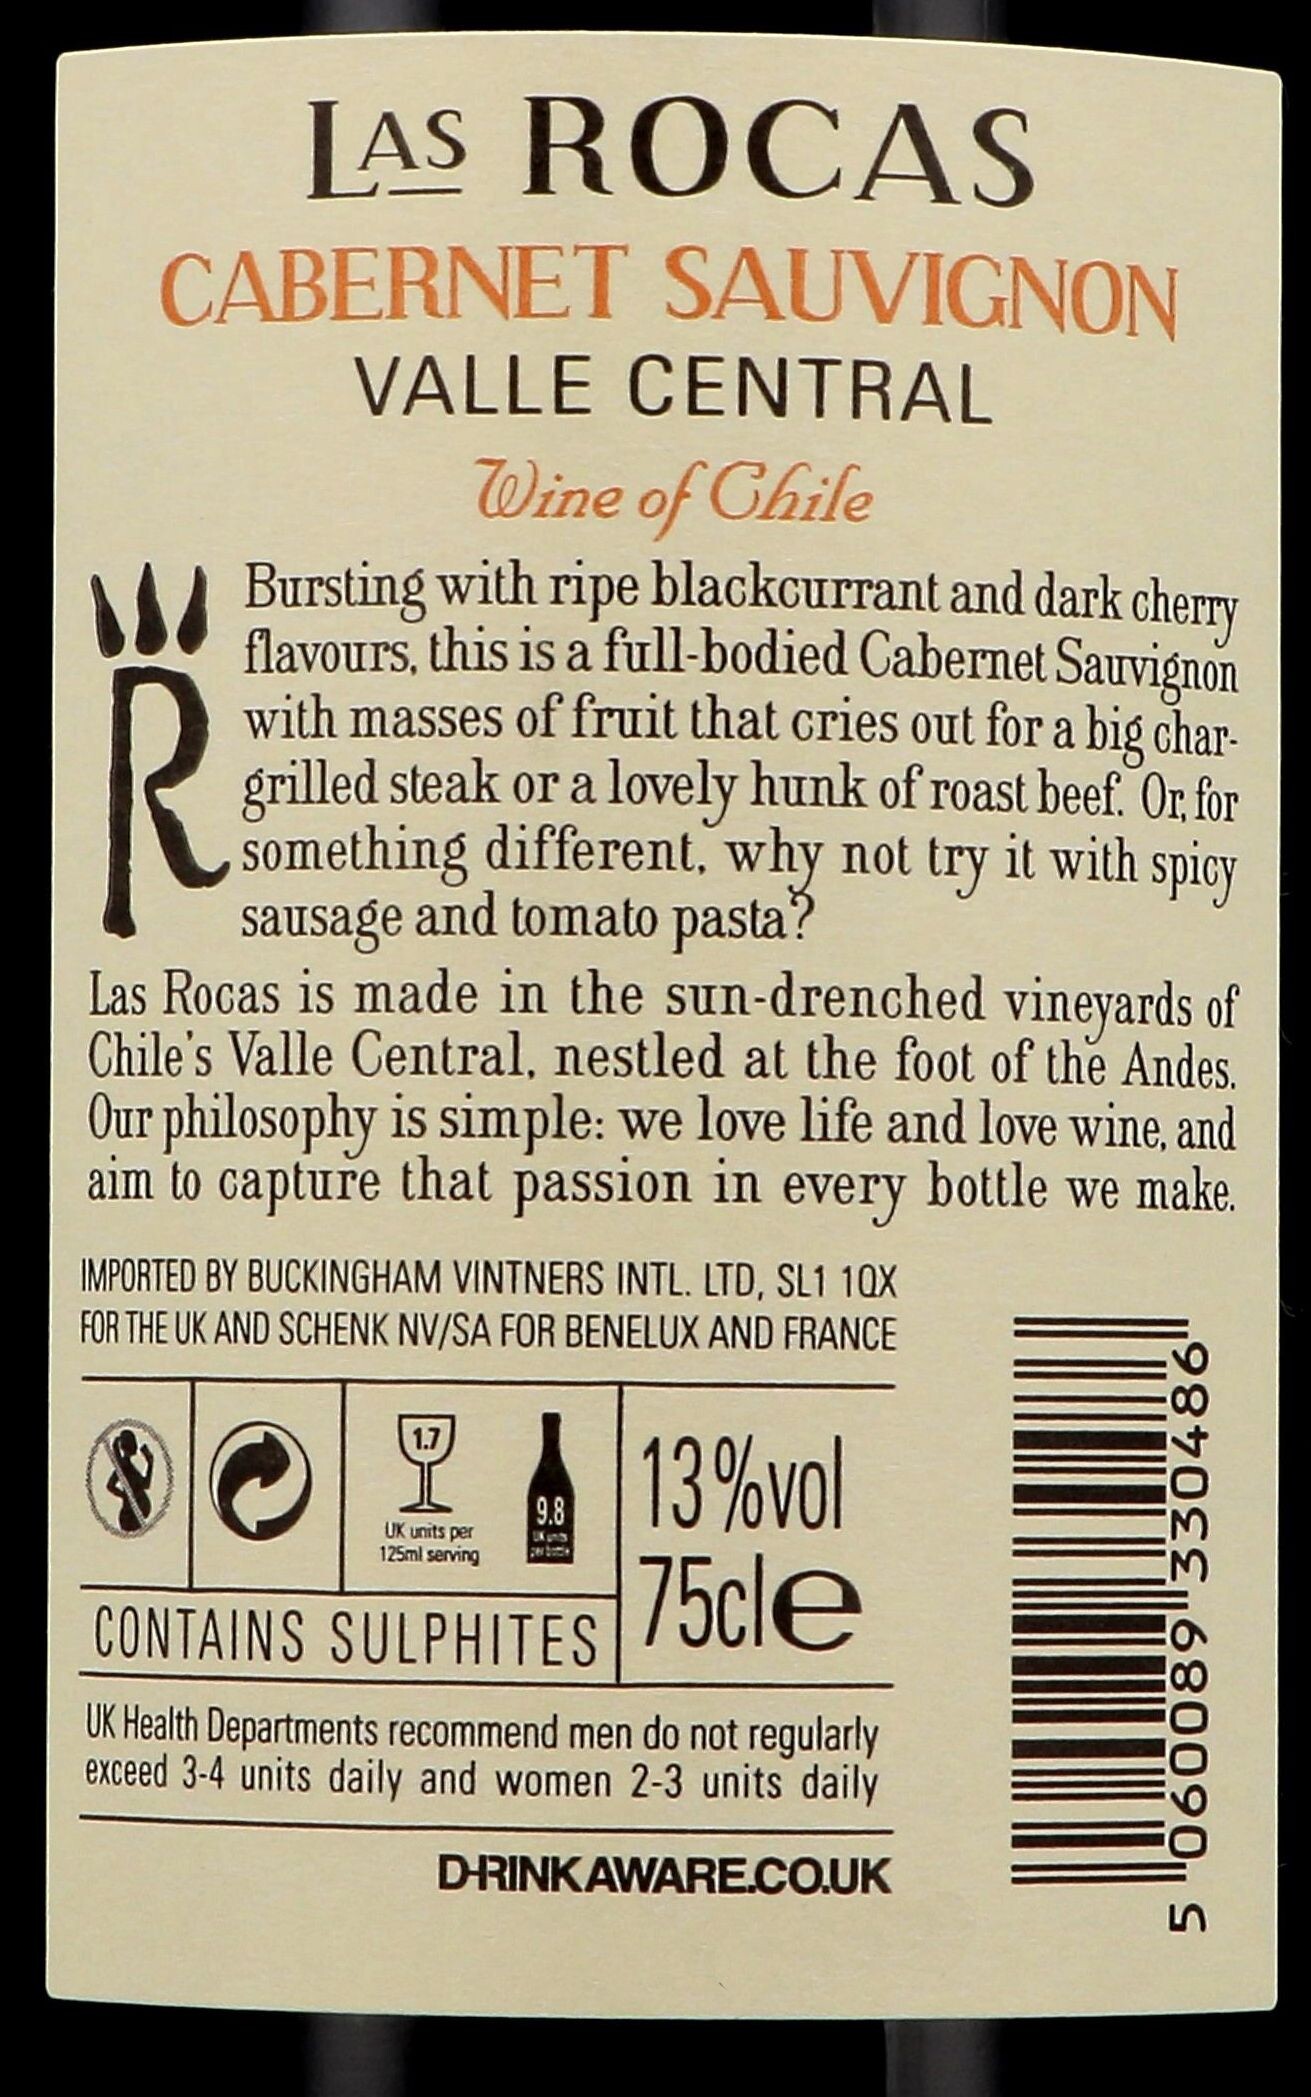 LAS ROCAS
CABERNET SAUVIGNON
VALLE CENTRAL
Wine of Chile
R
Bursting with ripe blackcurrant and dark cherry
flavours, this is a full-bodied Cabernet Sauvignon
with masses of fruit that cries out for a big char-
grilled steak or a lovely hunk of roast beef. Or, for
something different, why not try it with spicy
sausage and tomato pasta?
Las Rocas is made in the sun-drenched vineyards of
Chile's Valle Central, nestled at the foot of the Andes.
Our philosophy is simple: we love life and love wine, and
aim to capture that passion in every bottle we make.
IMPORTED BY BUCKINGHAM VINTNERS INTL. LTD, SL1 1QX
FOR THE UK AND SCHENK NV/SA FOR BENELUX AND FRANCE
1.7
UK units per
125ml serving
9.8
UK units
per bottle
13%vol
75cl e
CONTAINS SULPHITES
UK Health Departments recommend men do not regularly
exceed 3-4 units daily and women 2-3 units daily
DRINKAWARE.CO.UK
5 060089 330486